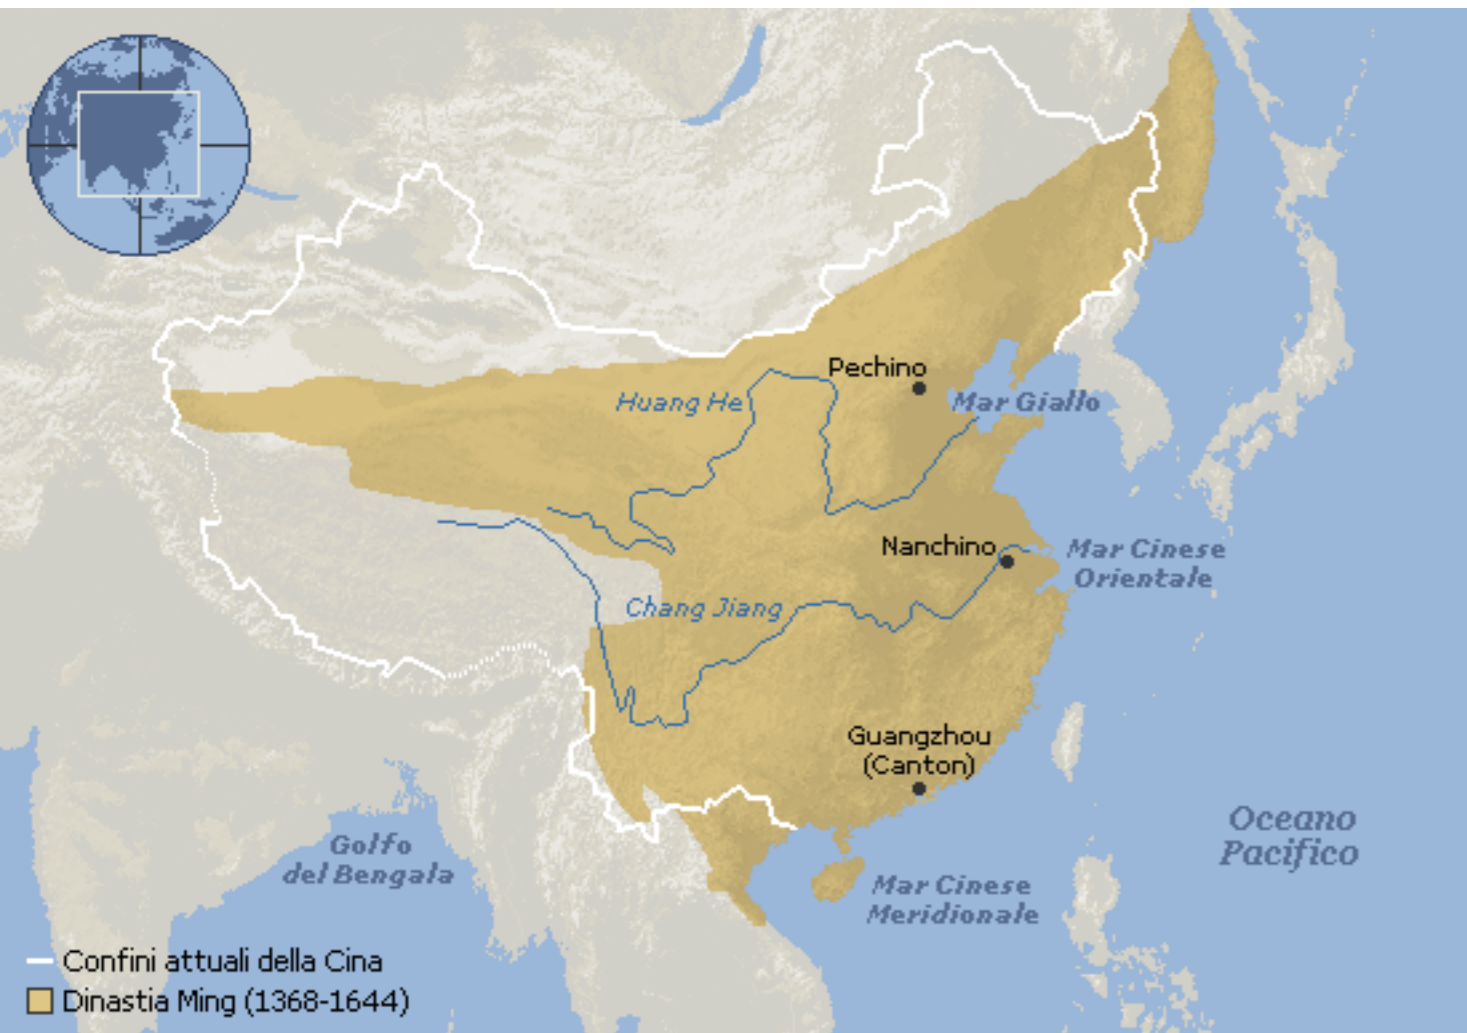 Pechino
Huang He
Mar Giallo
Nanchino
Mar Cinese
Orientale
Chang Jiang
Guangzhou
(Canton)
Oceano
Pacifico
Golfo
del Bengala
Mar Cinese
Meridionale
Confini attuali della Cina
Dinastia Ming (1368-1644)